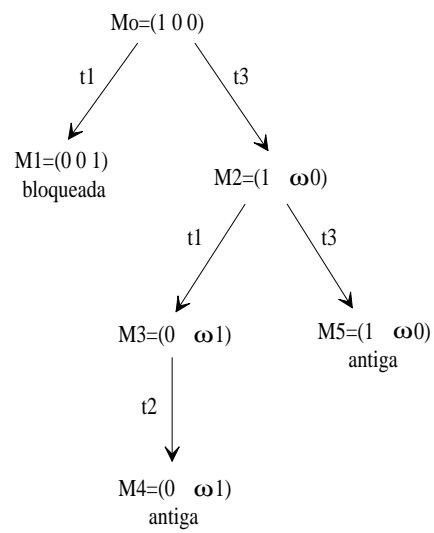 Mo=(1 0 0)
t1
t3
M1=(0 0 1)
bloqueada
M2=(1 ω0)
t1
t3
M3=(0 ω1)
M5=(1 ω0)
antiga
t2
M4=(0 ω1)
antiga